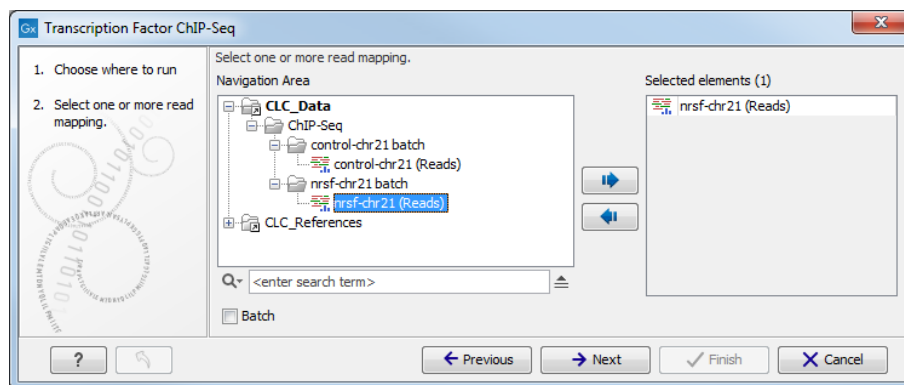 Gx Transcription Factor ChIP-Seq
1. Choose where to run
2. Select one or more read
mapping.
Select one or more read mapping.
Navigation Area
CLC_Data
ChIP-Seq
control-chr21 batch
control-chr21 (Reads)
nrsf-chr21 batch
nrsf-chr21 (Reads)
CLC_References
<enter search term>
Batch
Selected elements (1)
nrsf-chr21 (Reads)
?
Previous
Next
Finish
Cancel